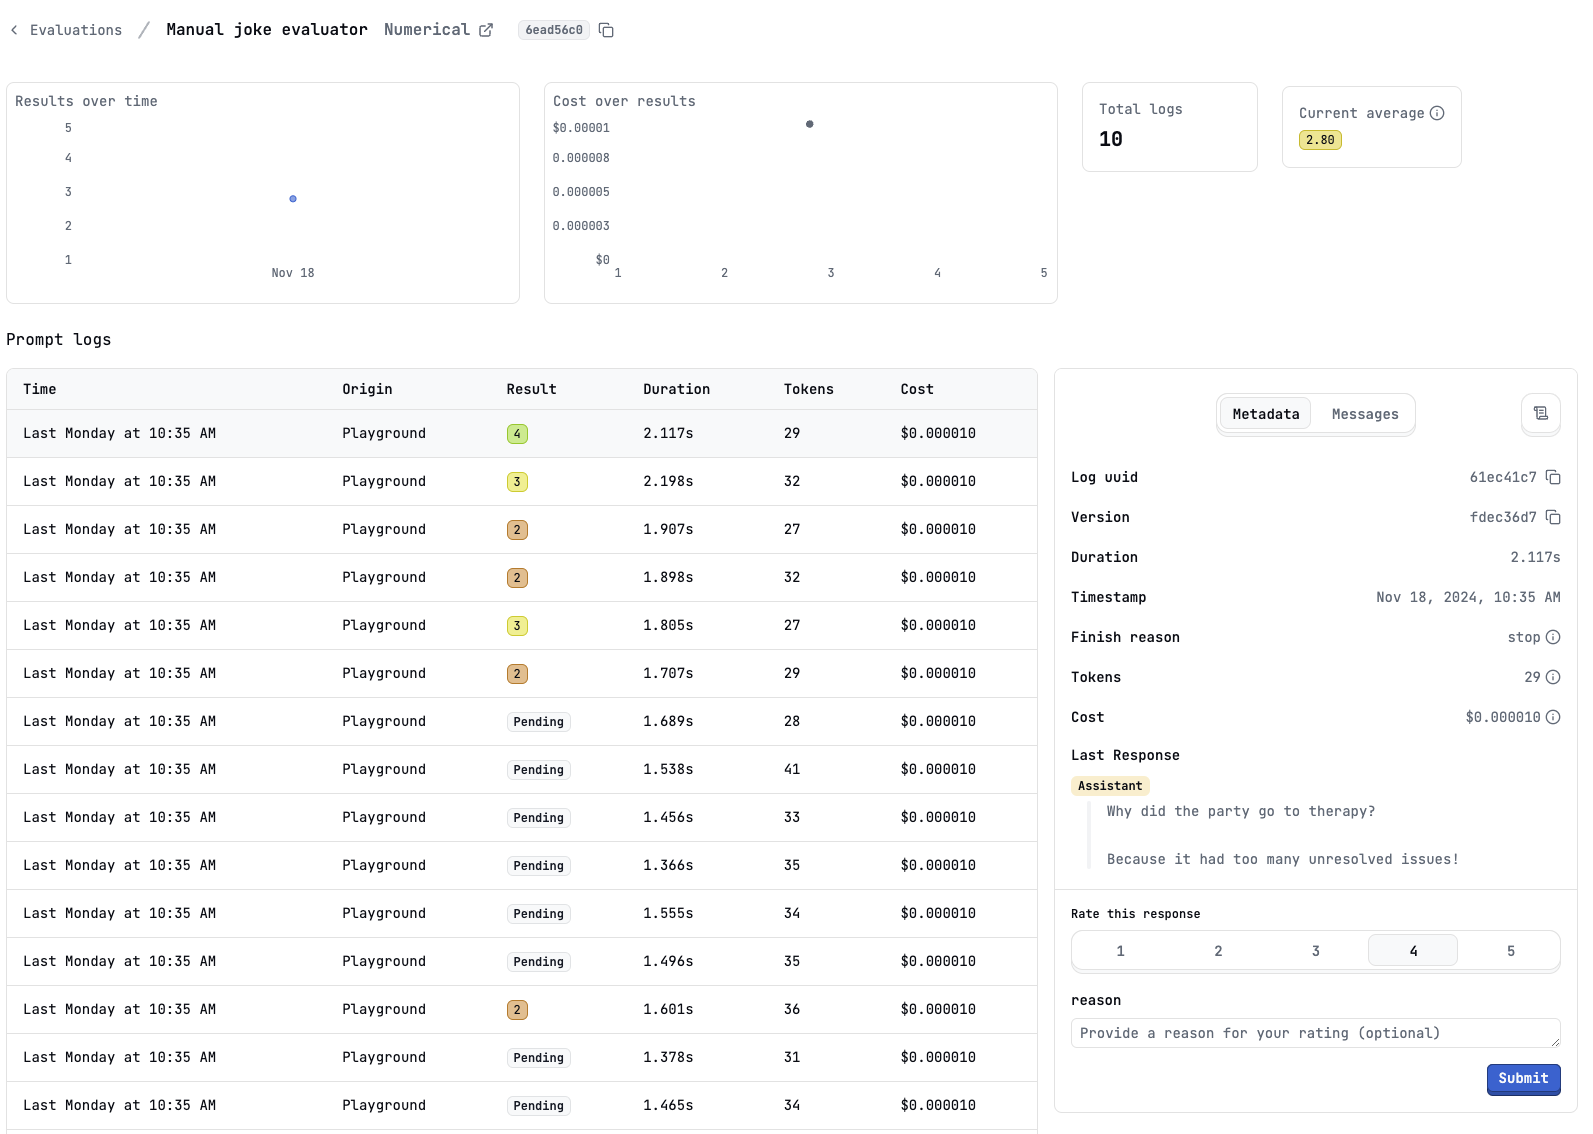 Evaluations / Manual joke evaluator Numerical 6ead56c0
Results over time
5
4
3
2
1
Nov 18
Cost over results
$0.00001
0.000008
0.000005
0.000003
$0
1 2 3 4 5
Total logs
10
Current average
2.80
Prompt logs
Time Origin Result Duration Tokens Cost
Last Monday at 10:35 AM Playground 4 2.117s 29 $0.000010
Last Monday at 10:35 AM Playground 3 2.198s 32 $0.000010
Last Monday at 10:35 AM Playground 2 1.907s 27 $0.000010
Last Monday at 10:35 AM Playground 2 1.898s 32 $0.000010
Last Monday at 10:35 AM Playground 3 1.805s 27 $0.000010
Last Monday at 10:35 AM Playground 2 1.707s 29 $0.000010
Last Monday at 10:35 AM Playground Pending 1.689s 28 $0.000010
Last Monday at 10:35 AM Playground Pending 1.538s 41 $0.000010
Last Monday at 10:35 AM Playground Pending 1.456s 33 $0.000010
Last Monday at 10:35 AM Playground Pending 1.366s 35 $0.000010
Last Monday at 10:35 AM Playground Pending 1.555s 34 $0.000010
Last Monday at 10:35 AM Playground Pending 1.496s 35 $0.000010
Last Monday at 10:35 AM Playground 2 1.601s 36 $0.000010
Last Monday at 10:35 AM Playground Pending 1.378s 31 $0.000010
Last Monday at 10:35 AM Playground Pending 1.465s 34 $0.000010
Metadata Messages
Log uuid 61ec41c7
Version fdec36d7
Duration 2.117s
Timestamp Nov 18, 2024, 10:35 AM
Finish reason stop
Tokens 29
Cost $0.000010
Last Response
Assistant
Why did the party go to therapy?
Because it had too many unresolved issues!
Rate this response
1 2 3 4 5
reason
Provide a reason for your rating (optional)
Submit